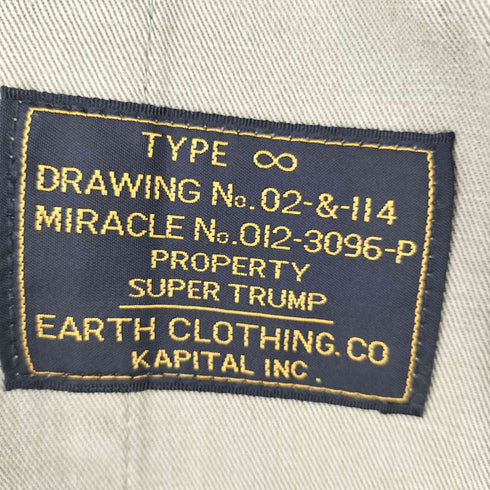 TYPE ∞
DRAWING No.02-&-114
MIRACLE No.012-3096-P
PROPERTY
SUPER TRUMP
EARTH CLOTHING.CO
KAPITAL INC.